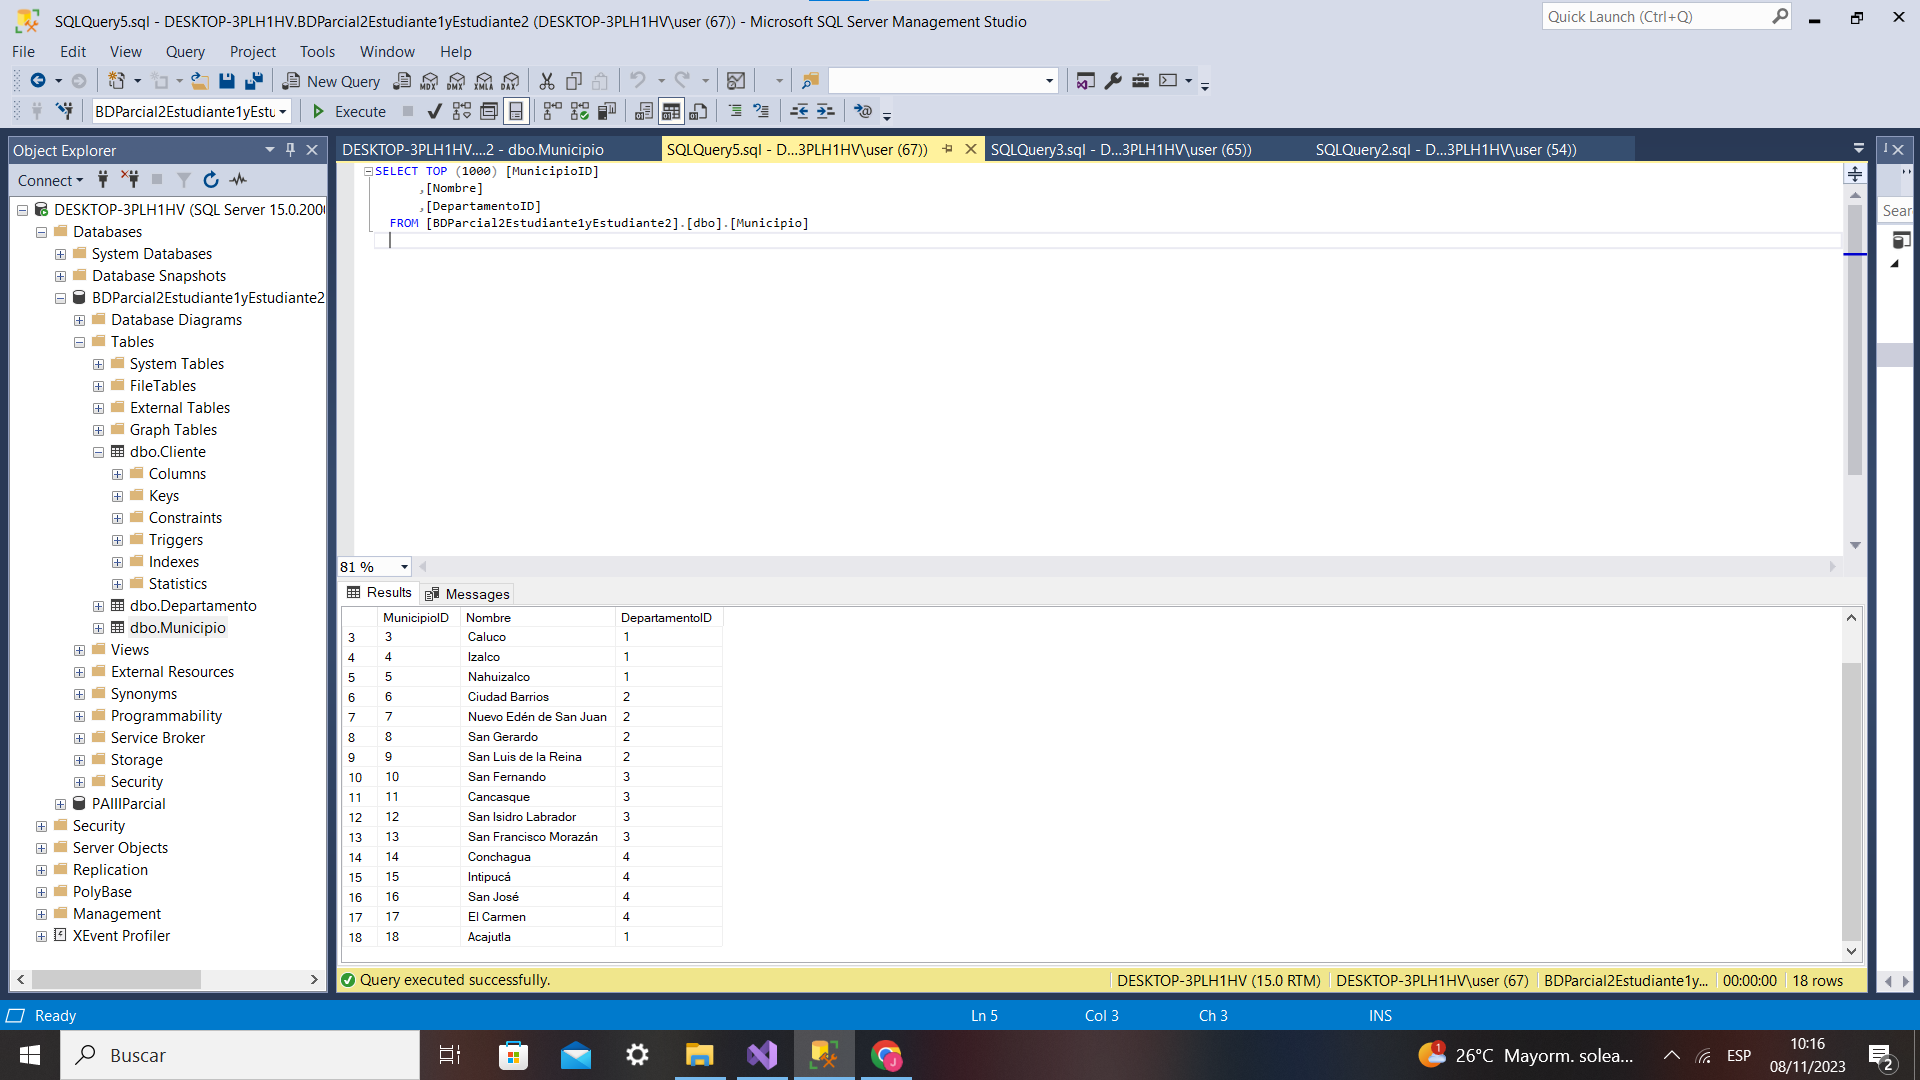 SQLQuery5.sql - DESKTOP-3PLH1HV.BDParcial2Estudiante1yEstudiante2 (DESKTOP-3PLH1HV\user (67)) - Microsoft SQL Server Management Studio
Quick Launch (Ctrl+Q)
File Edit View Query Project Tools Window Help
New Query MDX DMX XMLA DAX
BDParcial2Estudiante1yEstu Execute
Object Explorer
Connect
DESKTOP-3PLH1HV (SQL Server 15.0.200
Databases
System Databases
Database Snapshots
BDParcial2Estudiante1yEstudiante2
Database Diagrams
Tables
System Tables
FileTables
External Tables
Graph Tables
dbo.Cliente
Columns
Keys
Constraints
Triggers
Indexes
Statistics
dbo.Departamento
dbo.Municipio
Views
External Resources
Synonyms
Programmability
Service Broker
Storage
Security
PAIIIParcial
Security
Server Objects
Replication
PolyBase
Management
XEvent Profiler
DESKTOP-3PLH1HV....2 - dbo.Municipio
SQLQuery5.sql - D...3PLH1HV\user (67))
SQLQuery3.sql - D...3PLH1HV\user (65))
SQLQuery2.sql - D...3PLH1HV\user (54))
SELECT TOP (1000) [MunicipioID]
,[Nombre]
,[DepartamentoID]
FROM [BDParcial2Estudiante1yEstudiante2].[dbo].[Municipio]
Sear
81 %
Results Messages
MunicipioID Nombre DepartamentoID
3 3 Caluco 1
4 4 Izalco 1
5 5 Nahuizalco 1
6 6 Ciudad Barrios 2
7 7 Nuevo Edén de San Juan 2
8 8 San Gerardo 2
9 9 San Luis de la Reina 2
10 10 San Fernando 3
11 11 Cancasque 3
12 12 San Isidro Labrador 3
13 13 San Francisco Morazán 3
14 14 Conchagua 4
15 15 Intipucá 4
16 16 San José 4
17 17 El Carmen 4
18 18 Acajutla 1
Query executed successfully. DESKTOP-3PLH1HV (15.0 RTM) DESKTOP-3PLH1HV\user (67) BDParcial2Estudiante1y... 00:00:00 18 rows
Ready Ln 5 Col 3 Ch 3 INS
Buscar
1 26°C Mayorm. solea... ESP 10:16
08/11/2023
2
J